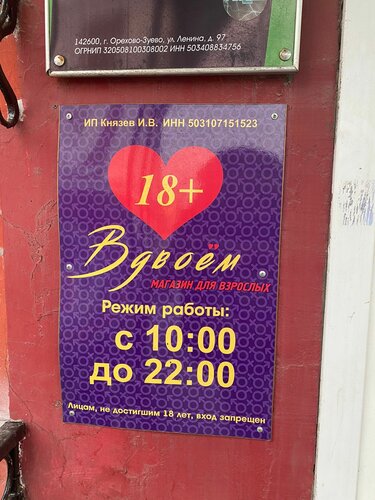 142600, г. Орехово-Зуево, ул. Ленина, д. 97
ОГРНИП 320508100308002 ИНН 503408834756
ИП Князев И.В. ИНН 503107151523
18+
Вдвоём
МАГАЗИН ДЛЯ ВЗРОСЛЫХ
Режим работы:
с 10:00
до 22:00
Лицам, не достигшим 18 лет, вход запрещен